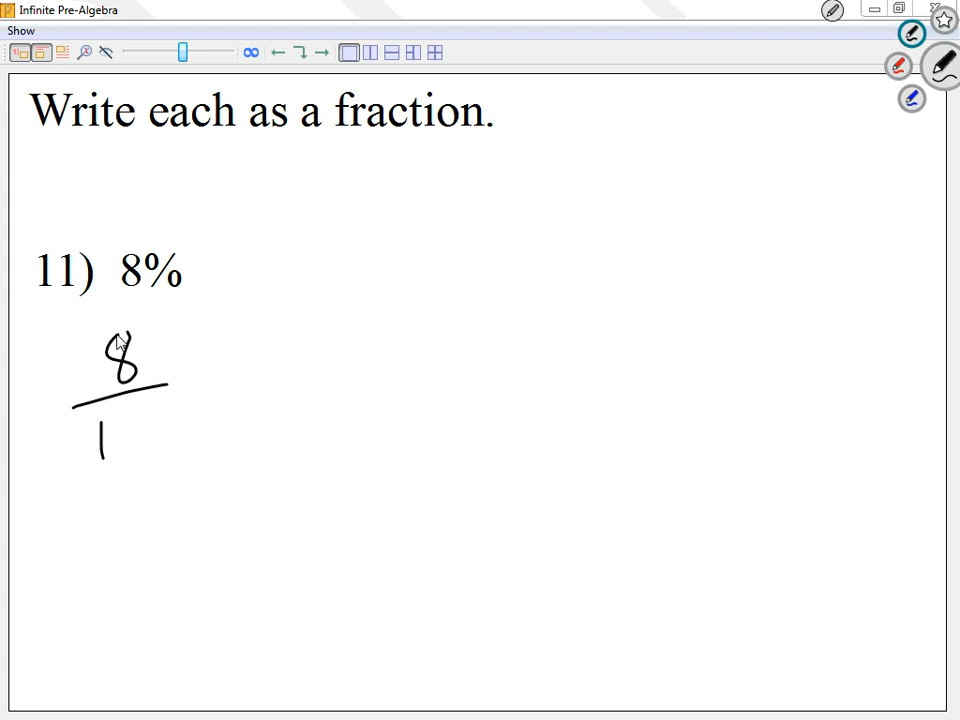 Infinite Pre-Algebra
Show
Write each as a fraction.
11) 8%
8
1